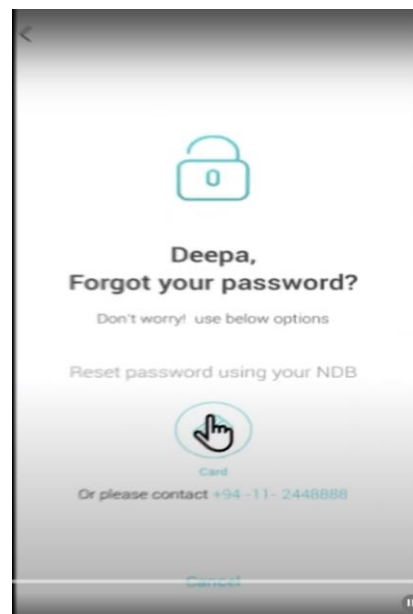 Deepa,
Forgot your password?
Don't worry! use below options
Reset password using your NDB
Card
Or please contact +94 -11- 2448888
Cancel